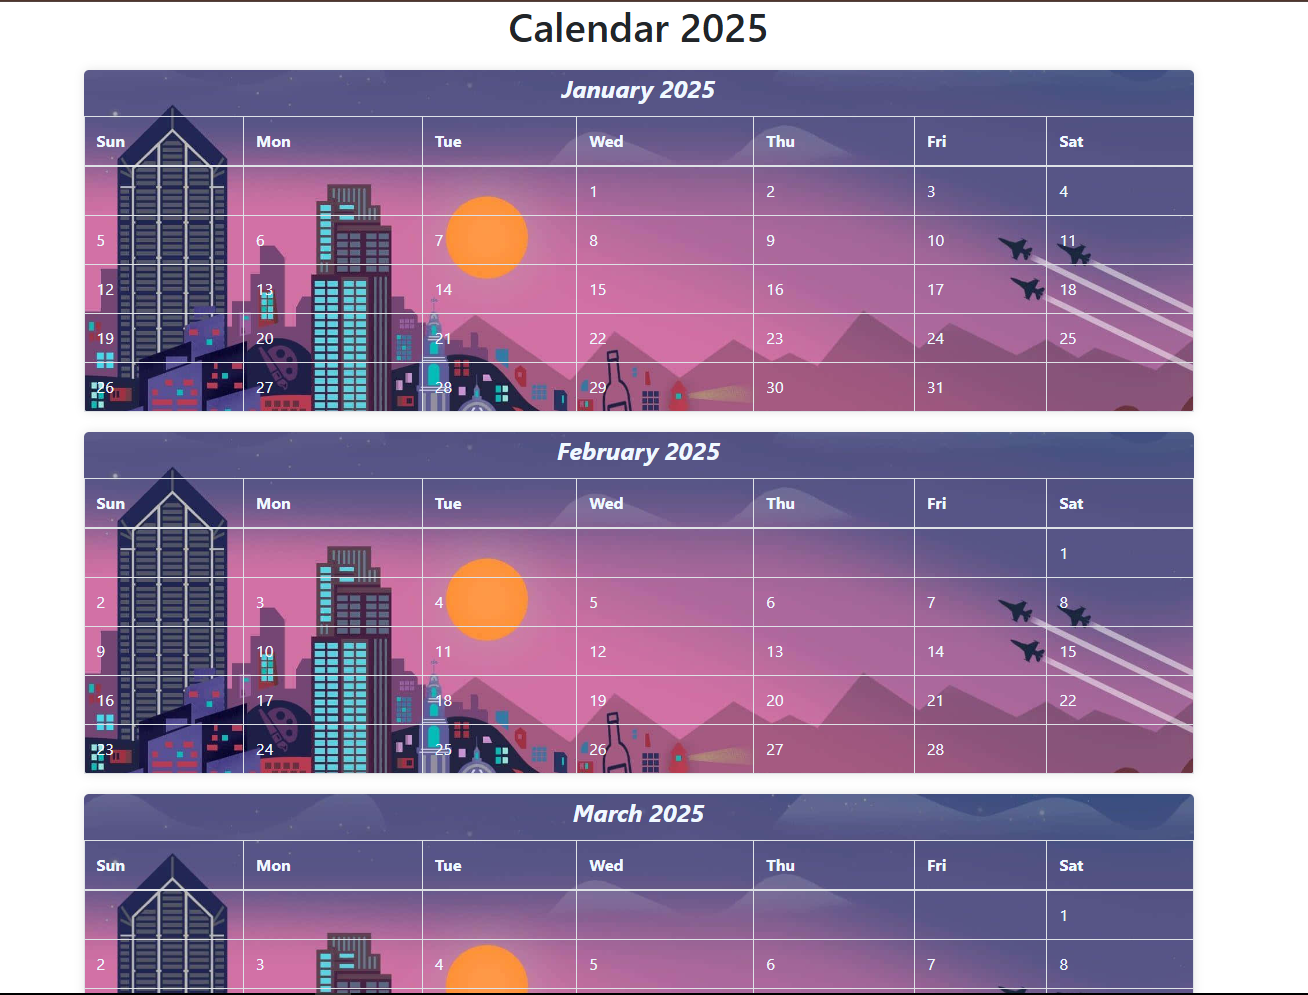 Calendar 2025
January 2025
Sun Mon Tue Wed Thu Fri Sat
1 2 3 4
5 6 7 8 9 10 11
12 13 14 15 16 17 18
19 20 21 22 23 24 25
26 27 28 29 30 31
February 2025
Sun Mon Tue Wed Thu Fri Sat
1
2 3 4 5 6 7 8
9 10 11 12 13 14 15
16 17 18 19 20 21 22
23 24 25 26 27 28
March 2025
Sun Mon Tue Wed Thu Fri Sat
1
2 3 4 5 6 7 8